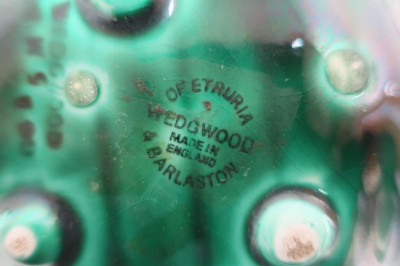 OF ETRURIA
WEDGWOOD
MADE IN
ENGLAND
& BARLASTON